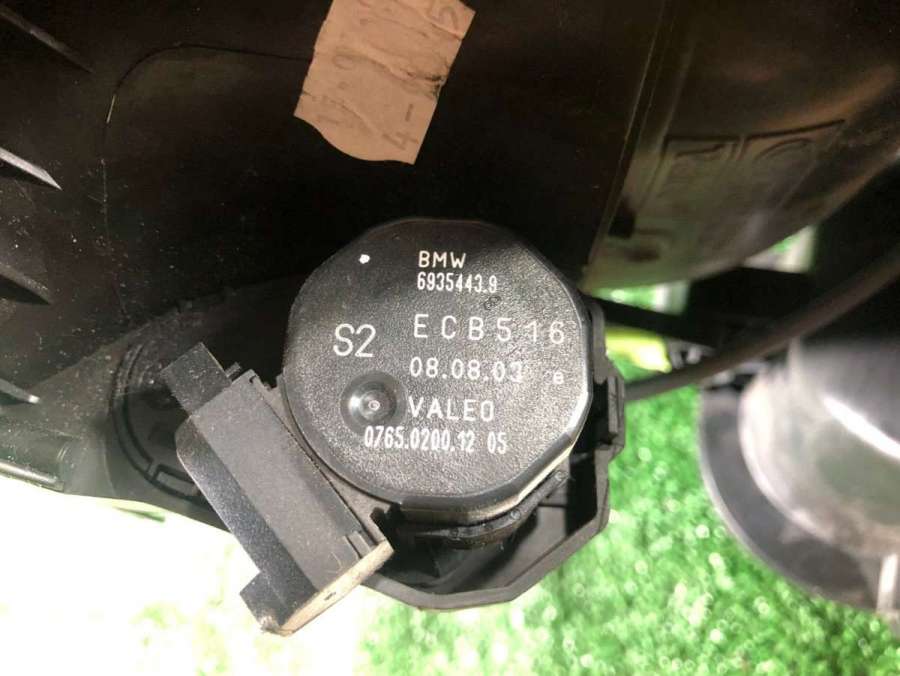 BMW
6935443.9
ECB516
S2
08.08.03
VALEO
0765.0200.12 05